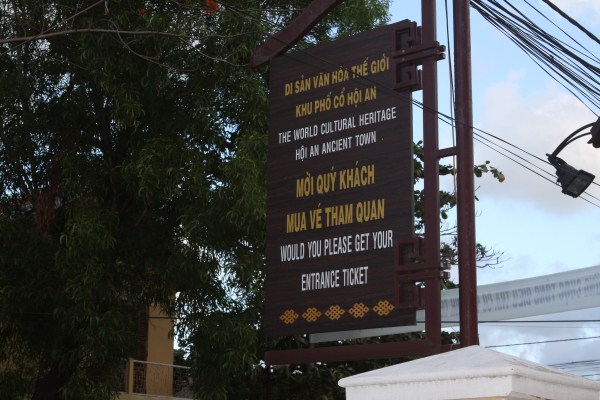 DI SẢN VĂN HÓA THẾ GIỚI
KHU PHỐ CỔ HỘI AN
THE WORLD CULTURAL HERITAGE
HỘI AN ANCIENT TOWN
MỜI QUÝ KHÁCH
MUA VÉ THAM QUAN
WOULD YOU PLEASE GET YOUR
ENTRANCE TICKET